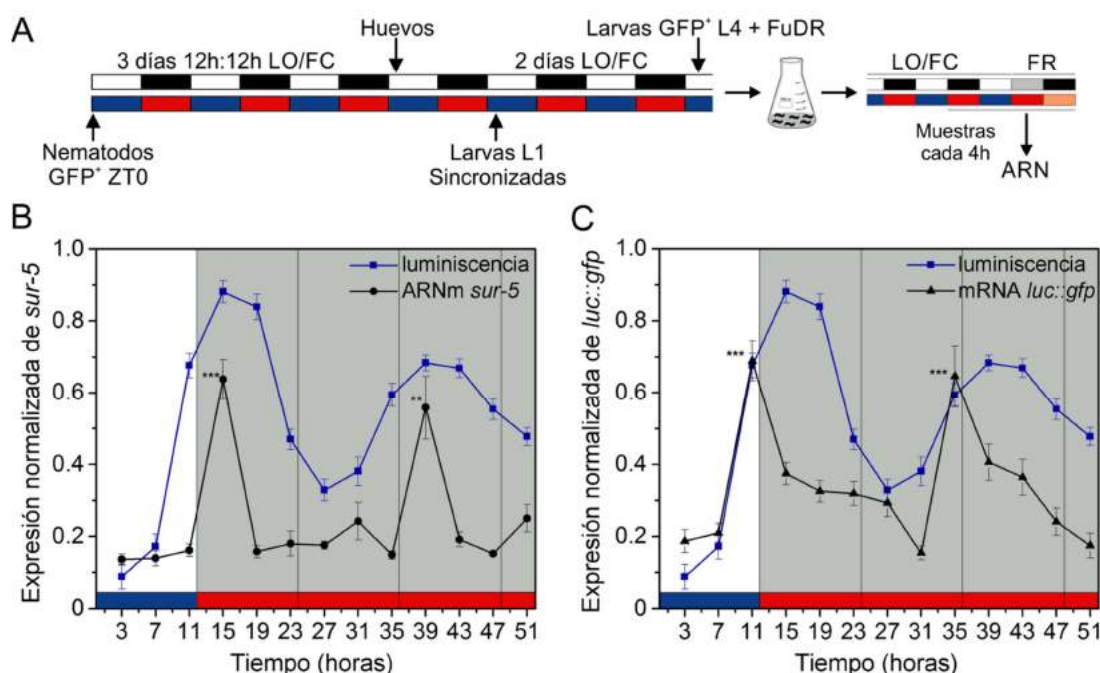 A
Huevos
Larvas GFP⁺ L4 + FuDR
3 días 12h:12h LO/FC
2 días LO/FC
LO/FC
FR
Nematodos
GFP⁺ ZT0
Larvas L1
Sincronizadas
Muestras
cada 4h
ARN
B
Expresión normalizada de sur-5
1.0
0.8
0.6
0.4
0.2
0
luminiscencia
ARNm sur-5
***
**
3 7 11 15 19 23 27 31 35 39 43 47 51
Tiempo (horas)
C
Expresión normalizada de luc::gfp
1.0
0.8
0.6
0.4
0.2
0
luminiscencia
mRNA luc::gfp
***
***
3 7 11 15 19 23 27 31 35 39 43 47 51
Tiempo (horas)